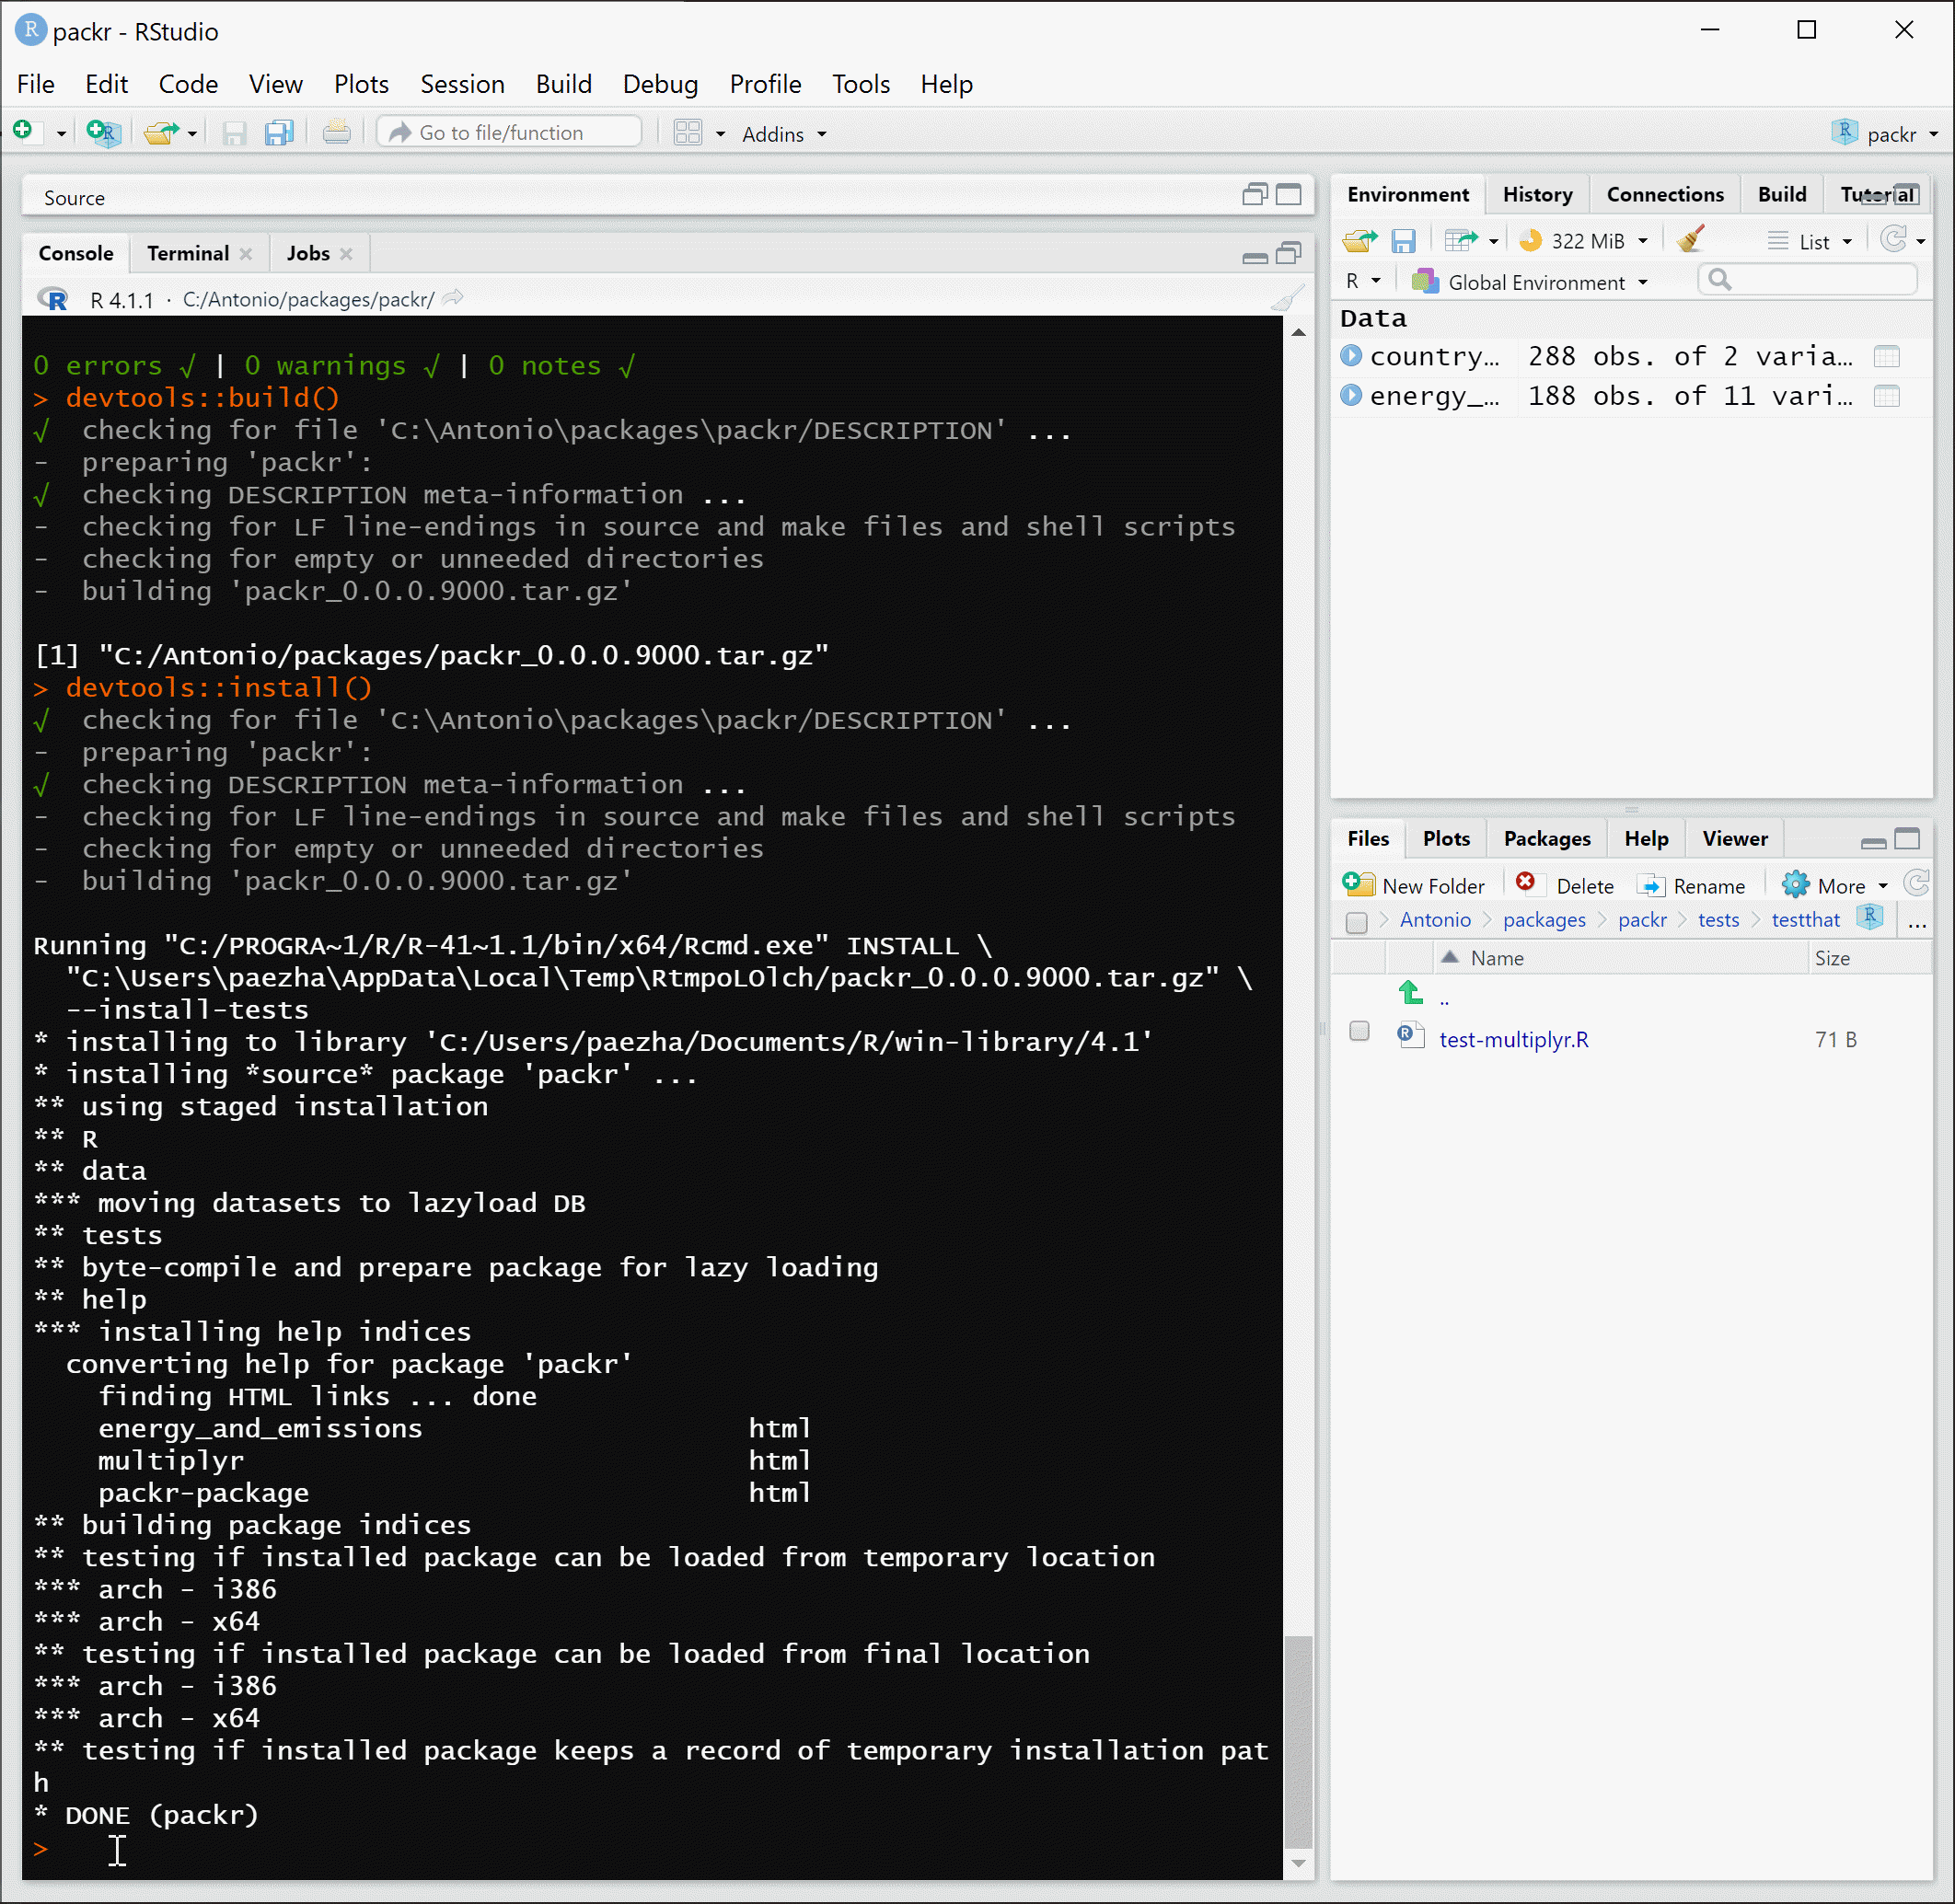 packr - RStudio
File Edit Code View Plots Session Build Debug Profile Tools Help
Go to file/function Addins packr
Source
Console Terminal Jobs
R 4.1.1 · C:/Antonio/packages/packr/
0 errors √ | 0 warnings √ | 0 notes √
> devtools::build()
√ checking for file 'C:\Antonio\packages\packr/DESCRIPTION' ...
- preparing 'packr':
√ checking DESCRIPTION meta-information ...
- checking for LF line-endings in source and make files and shell scripts
- checking for empty or unneeded directories
- building 'packr_0.0.0.9000.tar.gz'
[1] "C:/Antonio/packages/packr_0.0.0.9000.tar.gz"
> devtools::install()
√ checking for file 'C:\Antonio\packages\packr/DESCRIPTION' ...
- preparing 'packr':
√ checking DESCRIPTION meta-information ...
- checking for LF line-endings in source and make files and shell scripts
- checking for empty or unneeded directories
- building 'packr_0.0.0.9000.tar.gz'
Running "C:/PROGRA~1/R/R-41~1.1/bin/x64/Rcmd.exe" INSTALL \
"C:\Users\paezha\AppData\Local\Temp\RtmpoLOlch/packr_0.0.0.9000.tar.gz" \
--install-tests
* installing to library 'C:/Users/paezha/Documents/R/win-library/4.1'
* installing *source* package 'packr' ...
** using staged installation
** R
** data
*** moving datasets to lazyload DB
** tests
** byte-compile and prepare package for lazy loading
** help
*** installing help indices
converting help for package 'packr'
finding HTML links ... done
energy_and_emissions html
multiplyr html
packr-package html
** building package indices
** testing if installed package can be loaded from temporary location
*** arch - i386
*** arch - x64
** testing if installed package can be loaded from final location
*** arch - i386
*** arch - x64
** testing if installed package keeps a record of temporary installation pat
h
* DONE (packr)
>
Environment History Connections Build Tutorial
322 MiB List
R Global Environment
Data
country... 288 obs. of 2 varia...
energy_... 188 obs. of 11 vari...
Files Plots Packages Help Viewer
New Folder Delete Rename More
Antonio packages packr tests testthat ...
Name Size
..
test-multiplyr.R 71 B